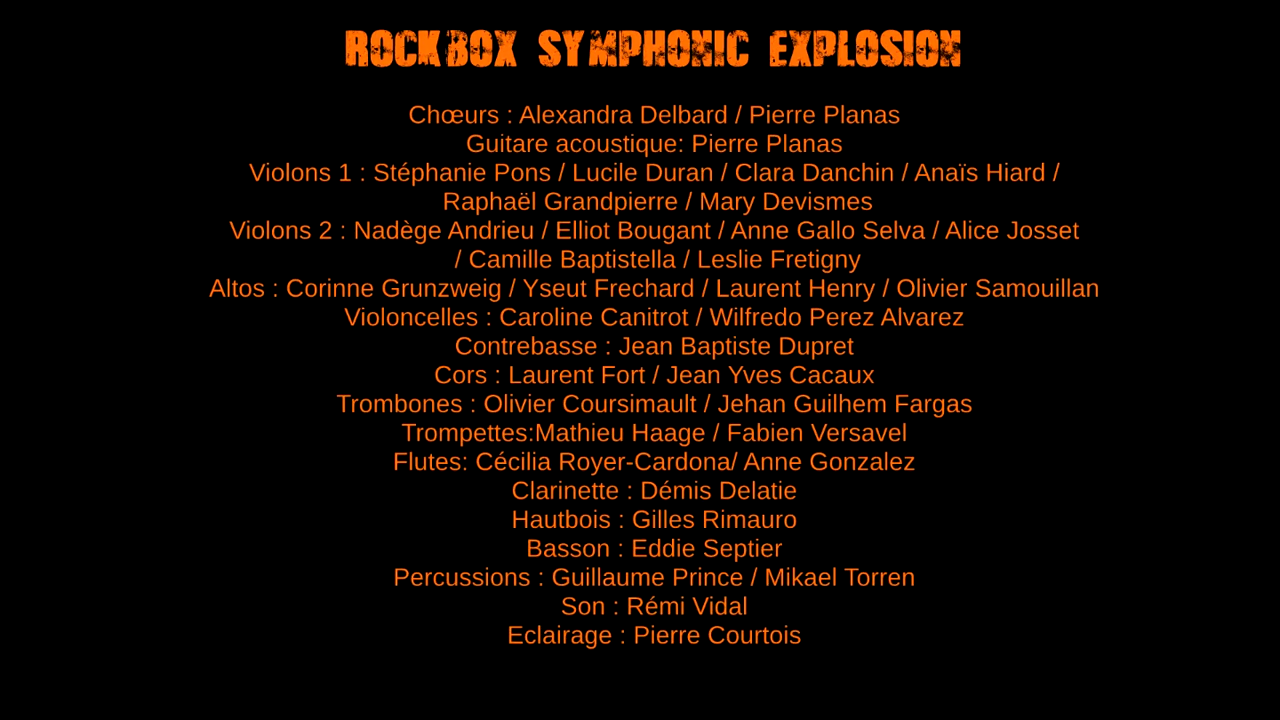 ROCKBOX SYMPHONIC EXPLOSION
Chœurs : Alexandra Delbard / Pierre Planas
Guitare acoustique: Pierre Planas
Violons 1 : Stéphanie Pons / Lucile Duran / Clara Danchin / Anaïs Hiard /
Raphaël Grandpierre / Mary Devismes
Violons 2 : Nadège Andrieu / Elliot Bougant / Anne Gallo Selva / Alice Josset
/ Camille Baptistella / Leslie Fretigny
Altos : Corinne Grunzweig / Yseut Frechard / Laurent Henry / Olivier Samouillan
Violoncelles : Caroline Canitrot / Wilfredo Perez Alvarez
Contrebasse : Jean Baptiste Dupret
Cors : Laurent Fort / Jean Yves Cacaux
Trombones : Olivier Coursimault / Jehan Guilhem Fargas
Trompettes:Mathieu Haage / Fabien Versavel
Flutes: Cécilia Royer-Cardona/ Anne Gonzalez
Clarinette : Démis Delatie
Hautbois : Gilles Rimauro
Basson : Eddie Septier
Percussions : Guillaume Prince / Mikael Torren
Son : Rémi Vidal
Eclairage : Pierre Courtois